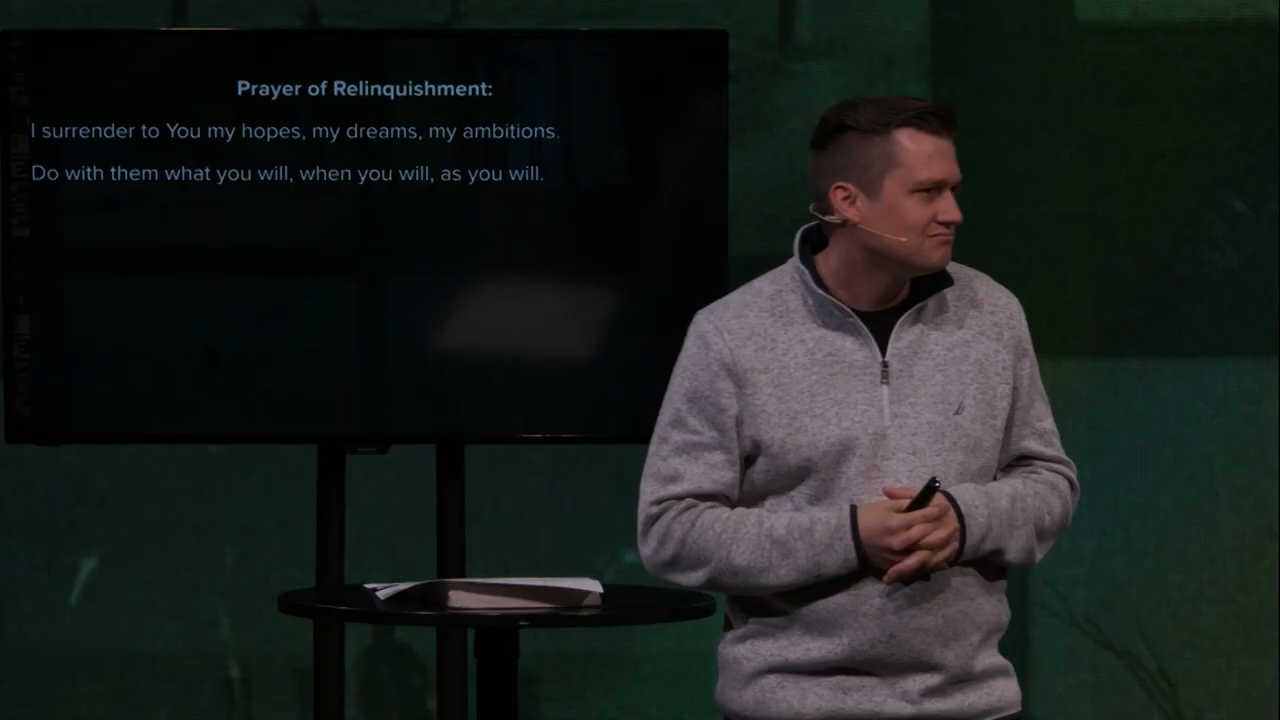 Prayer of Relinquishment:
I surrender to You my hopes, my dreams, my ambitions.
Do with them what you will, when you will, as you will.